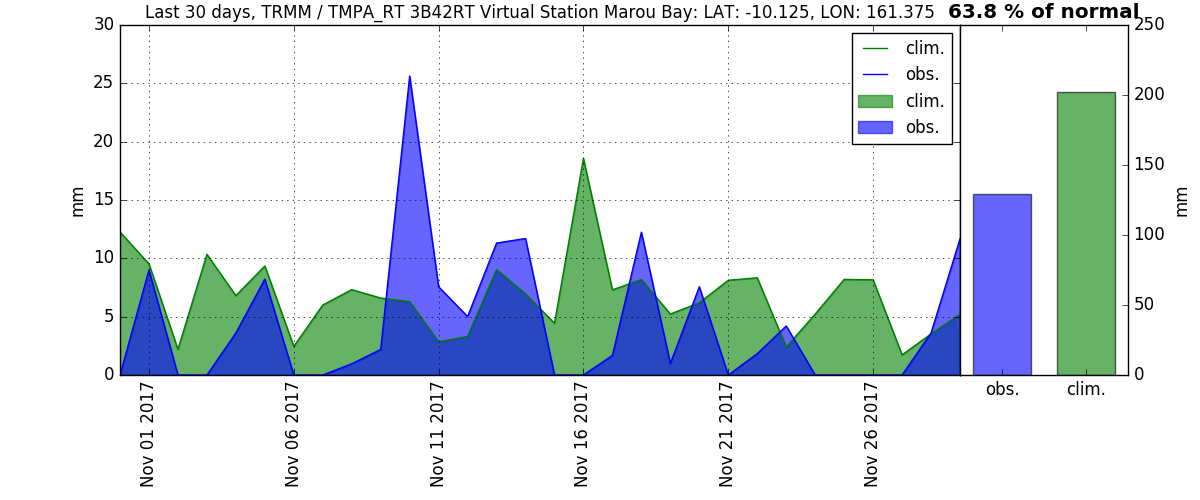 Last 30 days, TRMM / TMPA_RT 3B42RT Virtual Station Marou Bay: LAT: -10.125, LON: 161.375 63.8 % of normal
30
25
20
15
10
5
0
mm
clim.
obs.
clim.
obs.
250
200
150
100
50
0
mm
obs. clim.
Nov 01 2017
Nov 06 2017
Nov 11 2017
Nov 16 2017
Nov 21 2017
Nov 26 2017